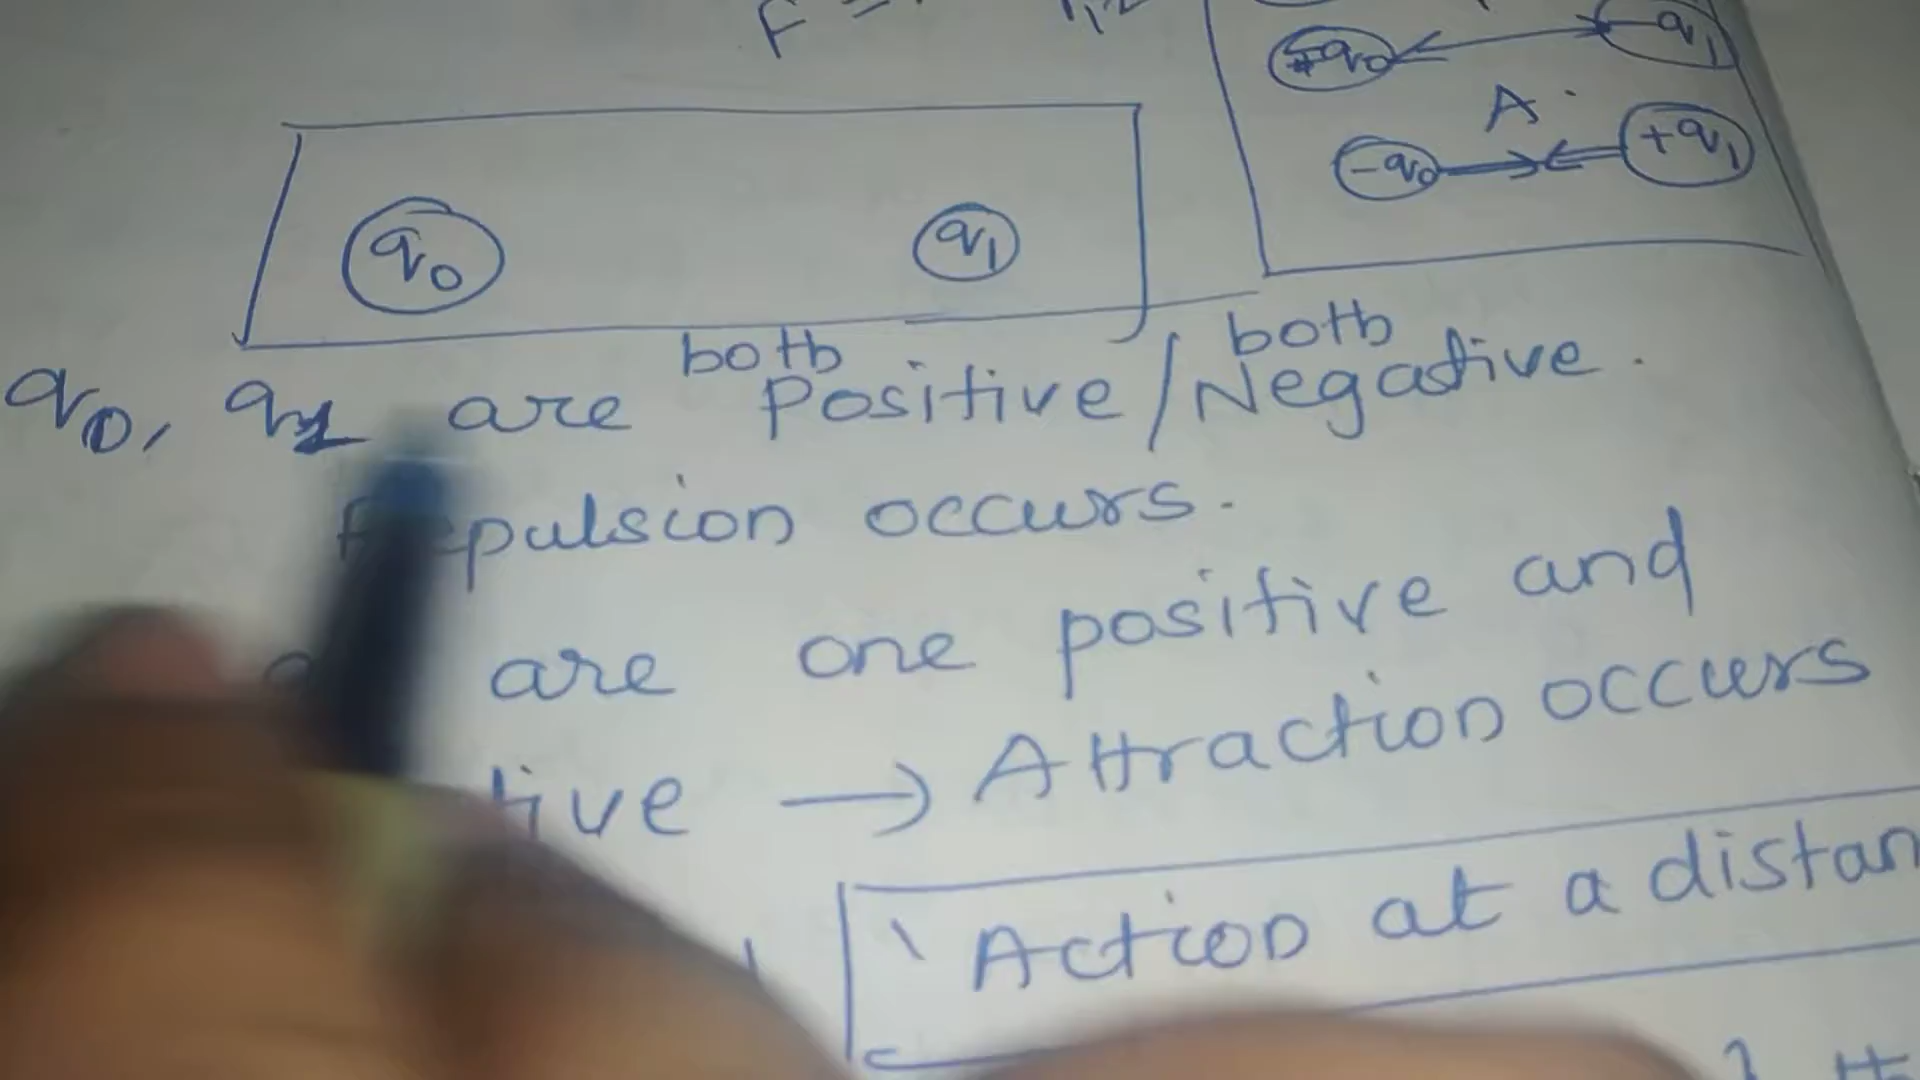 F =
+q0 -q1
A
-q0 +q1
q0 q1
both both
q0, q1 are Positive/Negative.
Repulsion occurs.
are one positive and
tive → Attraction occurs
'Action at a distan